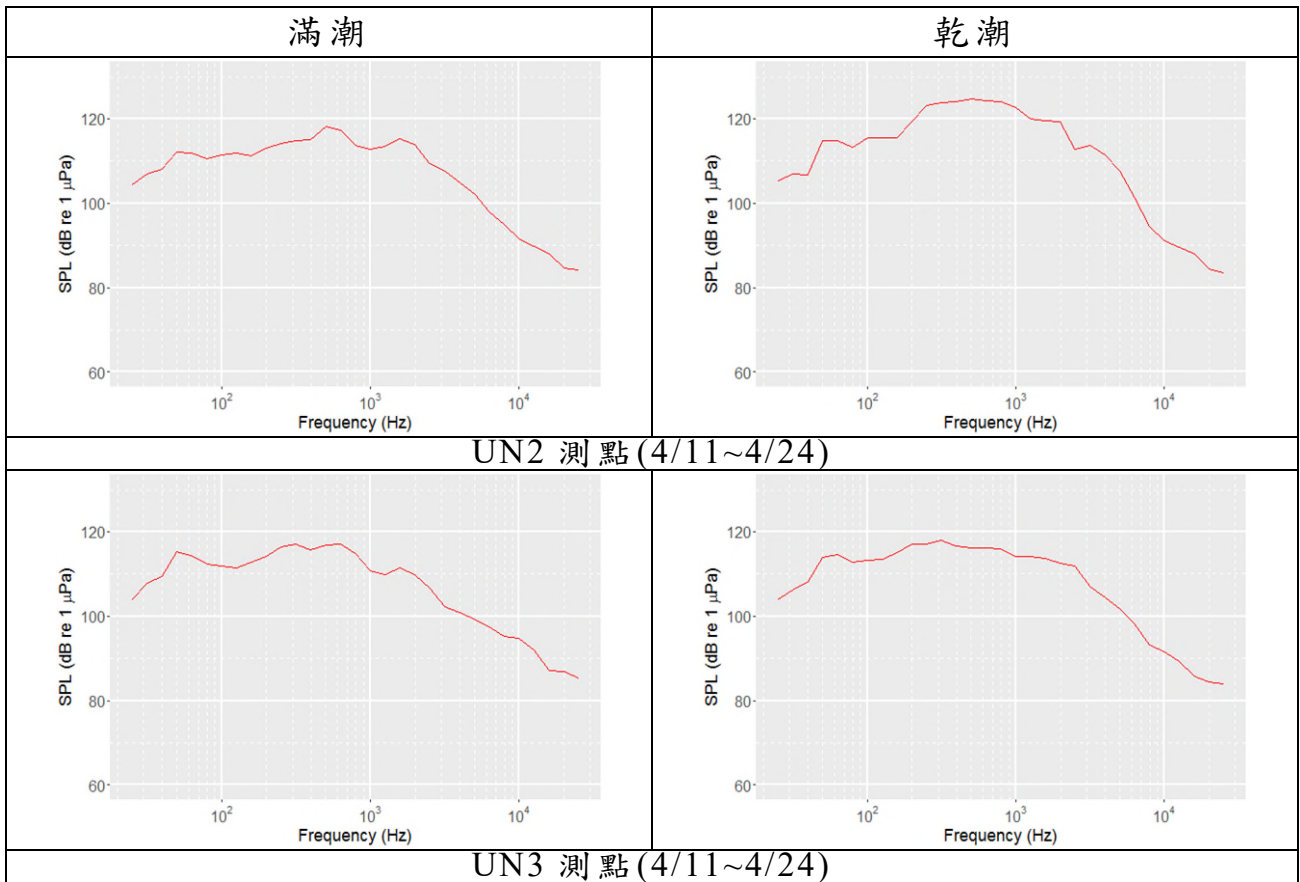 滿潮 乾潮
120
100
80
60
SPL (dB re 1 μPa)
10² 10³ 10⁴
Frequency (Hz)
120
100
80
60
SPL (dB re 1 μPa)
10² 10³ 10⁴
Frequency (Hz)
UN2 測點(4/11~4/24)
120
100
80
60
SPL (dB re 1 μPa)
10² 10³ 10⁴
Frequency (Hz)
120
100
80
60
SPL (dB re 1 μPa)
10² 10³ 10⁴
Frequency (Hz)
UN3 測點(4/11~4/24)